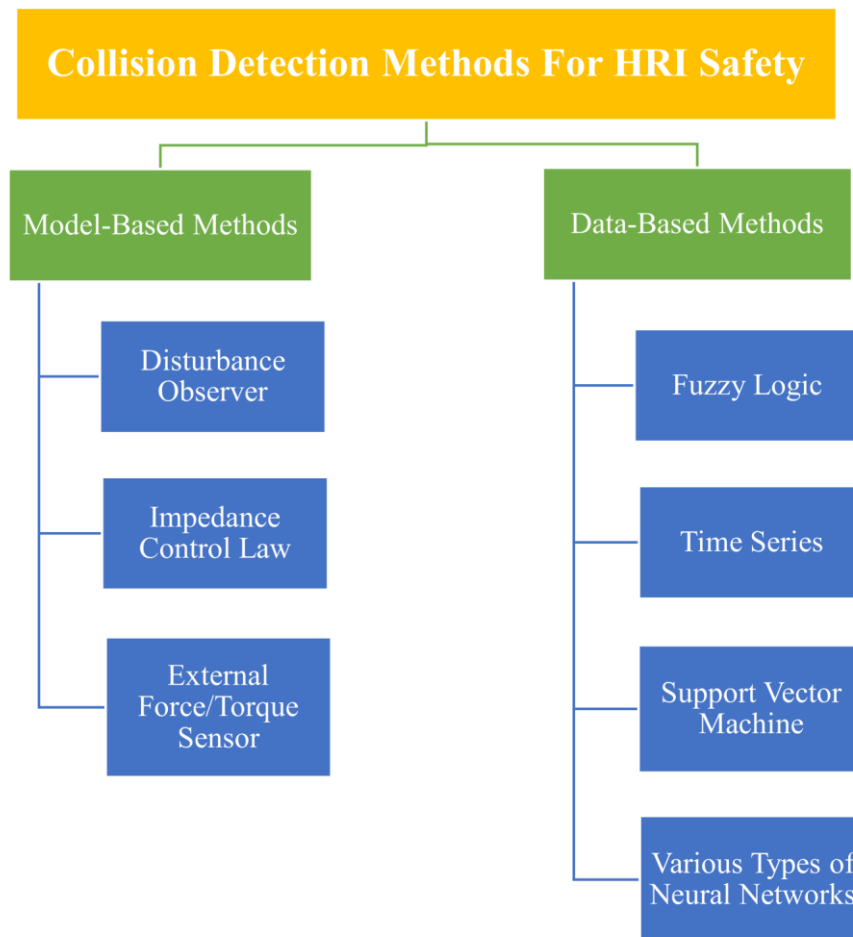 Collision Detection Methods For HRI Safety
Model-Based Methods
Disturbance
Observer
Impedance
Control Law
External
Force/Torque
Sensor
Data-Based Methods
Fuzzy Logic
Time Series
Support Vector
Machine
Various Types of
Neural Networks